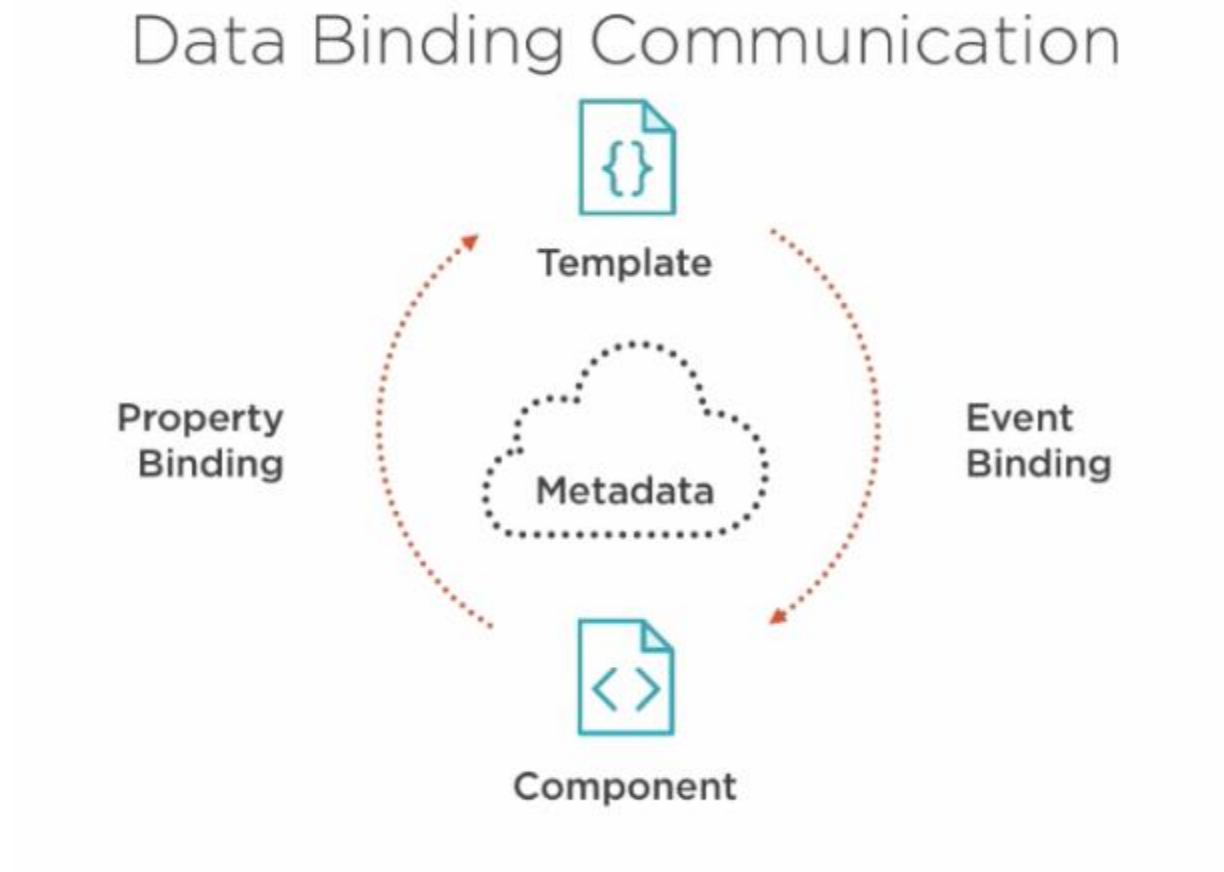 Data Binding Communication
{}
Template
Property
Binding
Event
Binding
Metadata
< >
Component